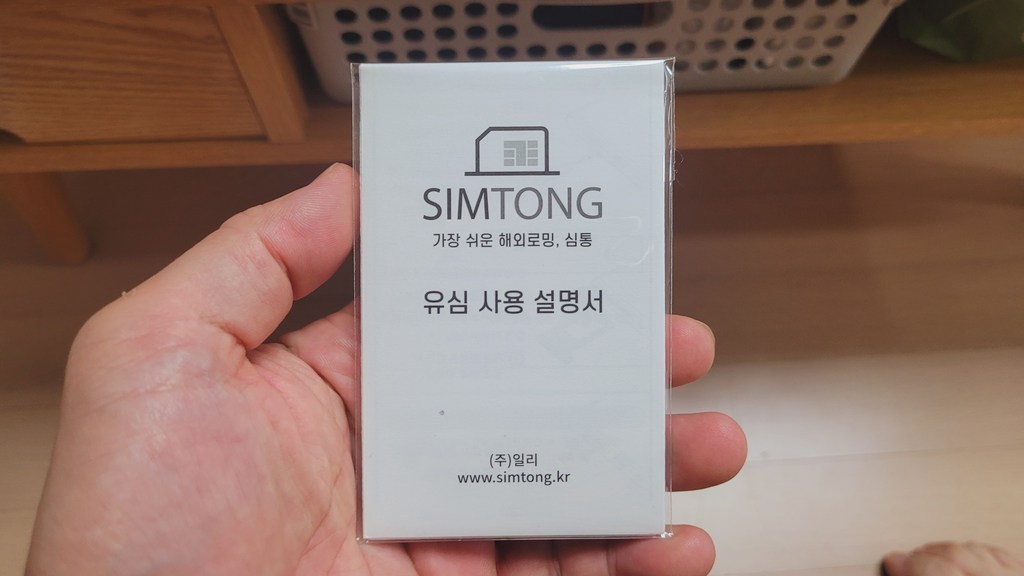 SIMTONG
가장 쉬운 해외로밍, 심통
유심 사용 설명서
(주)일리
www.simtong.kr